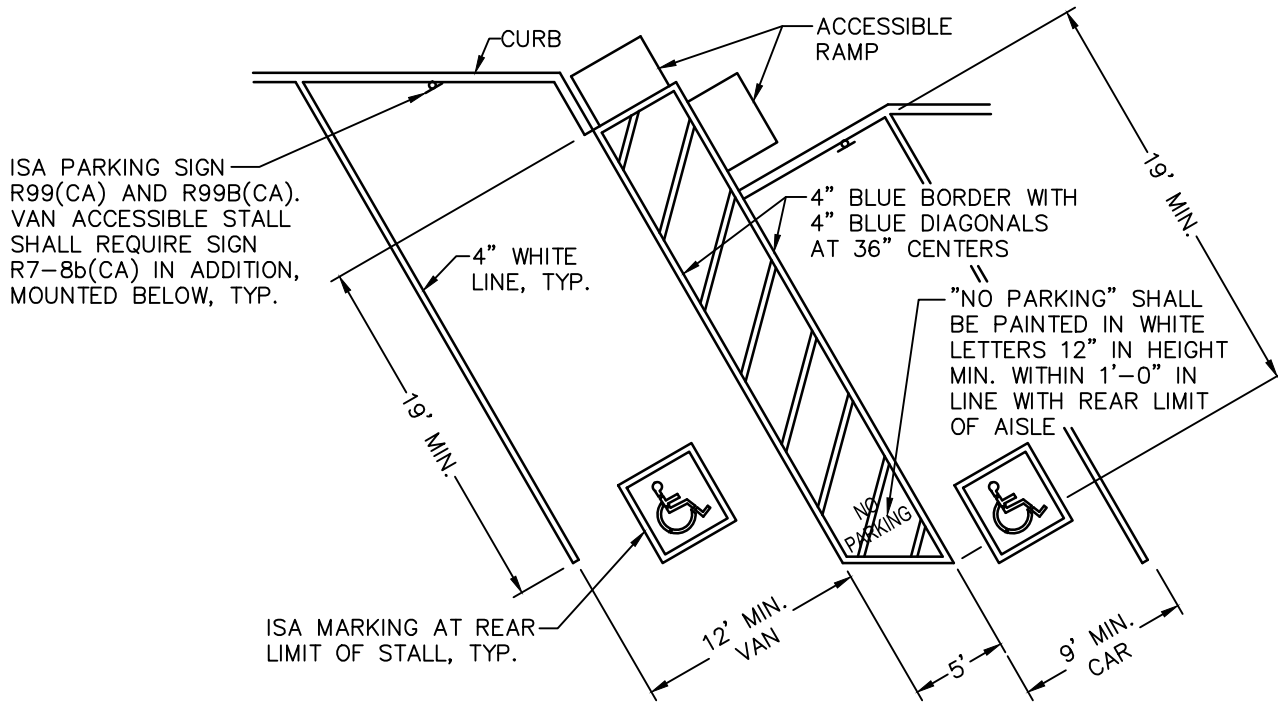 CURB
ACCESSIBLE
RAMP
ISA PARKING SIGN
R99(CA) AND R99B(CA).
VAN ACCESSIBLE STALL
SHALL REQUIRE SIGN
R7-8b(CA) IN ADDITION,
MOUNTED BELOW, TYP.
4" WHITE
LINE, TYP.
4" BLUE BORDER WITH
4" BLUE DIAGONALS
AT 36" CENTERS
19' MIN.
"NO PARKING" SHALL
BE PAINTED IN WHITE
LETTERS 12" IN HEIGHT
MIN. WITHIN 1'-0" IN
LINE WITH REAR LIMIT
OF AISLE
19' MIN.
NO
PARKING
ISA MARKING AT REAR
LIMIT OF STALL, TYP.
12' MIN.
VAN
5'
9' MIN.
CAR